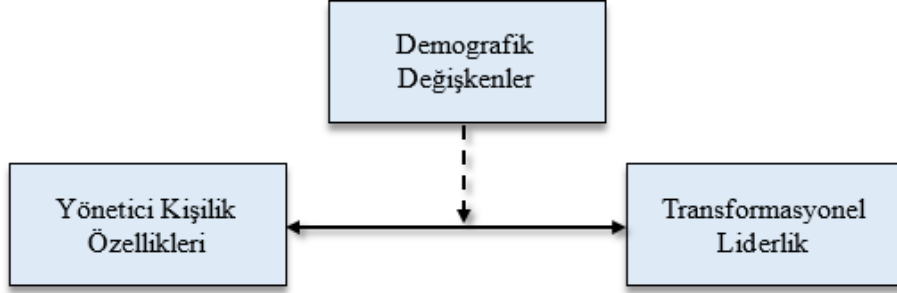 Demografik
Değişkenler
Yönetici Kişilik
Özellikleri
Transformasyonel
Liderlik